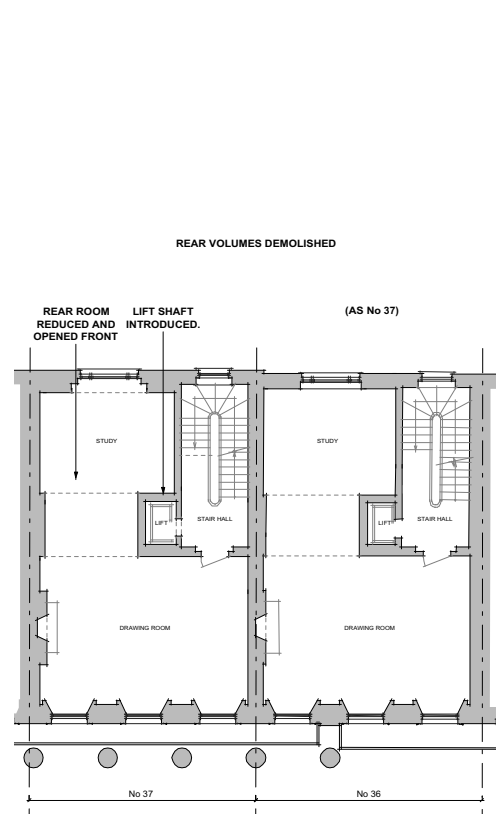 REAR VOLUMES DEMOLISHED
REAR ROOM
REDUCED AND
OPENED FRONT
LIFT SHAFT
INTRODUCED.
(AS No 37)
STUDY
STUDY
LIFT
STAIR HALL
LIFT
STAIR HALL
DRAWING ROOM
DRAWING ROOM
No 37
No 36